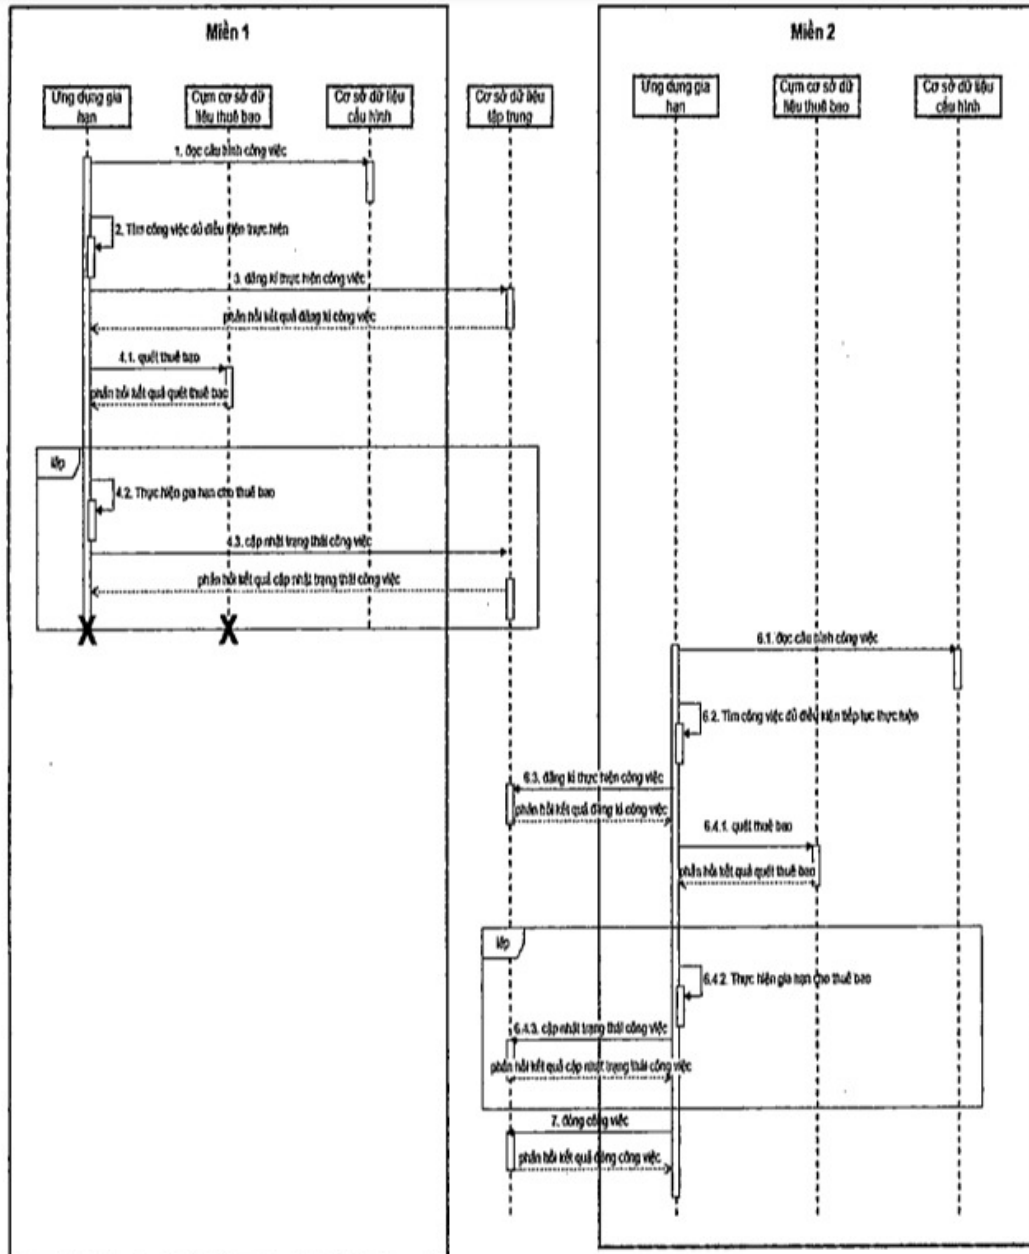 Miền 1
Miền 2
Ứng dụng gia
hạn
Cụm cơ sở dữ
liệu thuê bao
Cơ sở dữ liệu
cấu hình
Cơ sở dữ liệu
tập trung
Ứng dụng gia
hạn
Cụm cơ sở dữ
liệu thuê bao
Cơ sở dữ liệu
cấu hình
1. đọc cấu hình công việc
2. Tìm công việc đủ điều kiện thực hiện
3. đăng kí thực hiện công việc
phản hồi kết quả đăng kí công việc
4.1. quét thuê bao
phản hồi kết quả quét thuê bao
lặp
4.2. Thực hiện gia hạn cho thuê bao
4.3. cập nhật trạng thái công việc
phản hồi kết quả cập nhật trạng thái công việc
6.1. đọc cấu hình công việc
6.2. Tìm công việc đủ điều kiện tiếp tục thực hiện
6.3. đăng kí thực hiện công việc
phản hồi kết quả đăng kí công việc
6.4.1. quét thuê bao
phản hồi kết quả quét thuê bao
lặp
6.4.2. Thực hiện gia hạn cho thuê bao
6.4.3. cập nhật trạng thái công việc
phản hồi kết quả cập nhật trạng thái công việc
7. đóng công việc
phản hồi kết quả đóng công việc